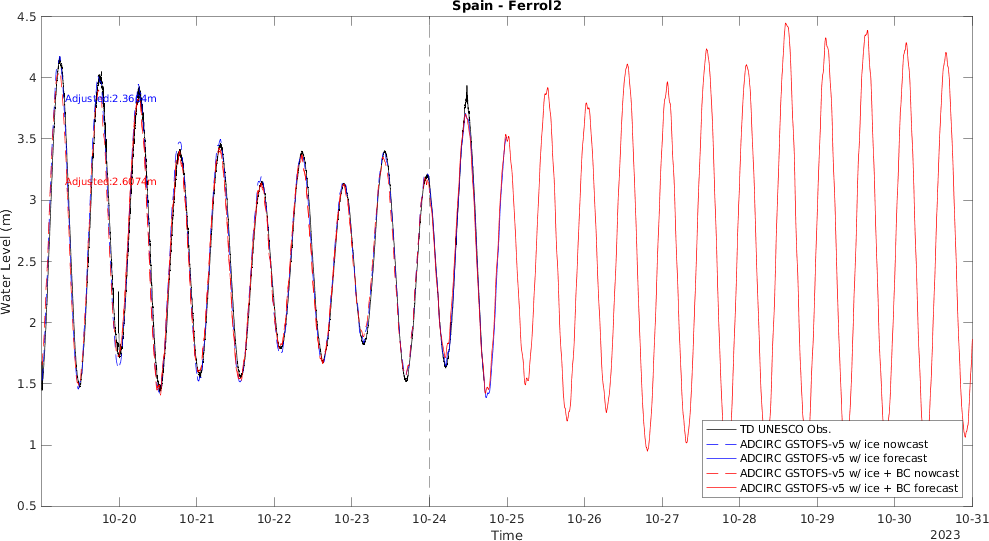 Spain - Ferrol2
4.5
4
3.5
3
2.5
2
1.5
1
0.5
Water Level (m)
Adjusted:2.3664m
Adjusted:2.6074m
TD UNESCO Obs.
ADCIRC GSTOFS-v5 w/ ice nowcast
ADCIRC GSTOFS-v5 w/ ice forecast
ADCIRC GSTOFS-v5 w/ ice + BC nowcast
ADCIRC GSTOFS-v5 w/ ice + BC forecast
10-20 10-21 10-22 10-23 10-24 10-25 10-26 10-27 10-28 10-29 10-30 10-31
Time
2023